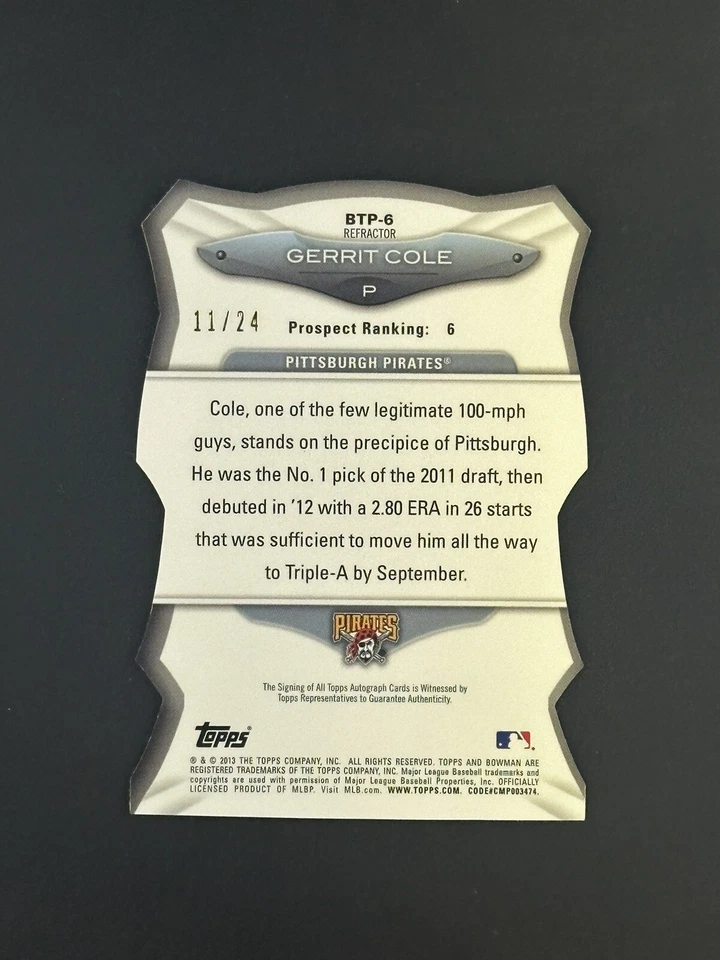 BTP-6
REFRACTOR
GERRIT COLE
P
11/24 Prospect Ranking: 6
PITTSBURGH PIRATES®
Cole, one of the few legitimate 100-mph
guys, stands on the precipice of Pittsburgh.
He was the No. 1 pick of the 2011 draft, then
debuted in '12 with a 2.80 ERA in 26 starts
that was sufficient to move him all the way
to Triple-A by September.
PIRATES
The Signing of All Topps Autograph Cards is Witnessed by
Topps Representatives to Guarantee Authenticity.
Topps®
® & © 2013 THE TOPPS COMPANY, INC. ALL RIGHTS RESERVED. TOPPS AND BOWMAN ARE
REGISTERED TRADEMARKS OF THE TOPPS COMPANY, INC. Major League Baseball trademarks and
copyrights are used with permission of Major League Baseball Properties, Inc. OFFICIALLY
LICENSED PRODUCT OF MLBP. Visit MLB.com. WWW.TOPPS.COM. CODE#CMP003474.